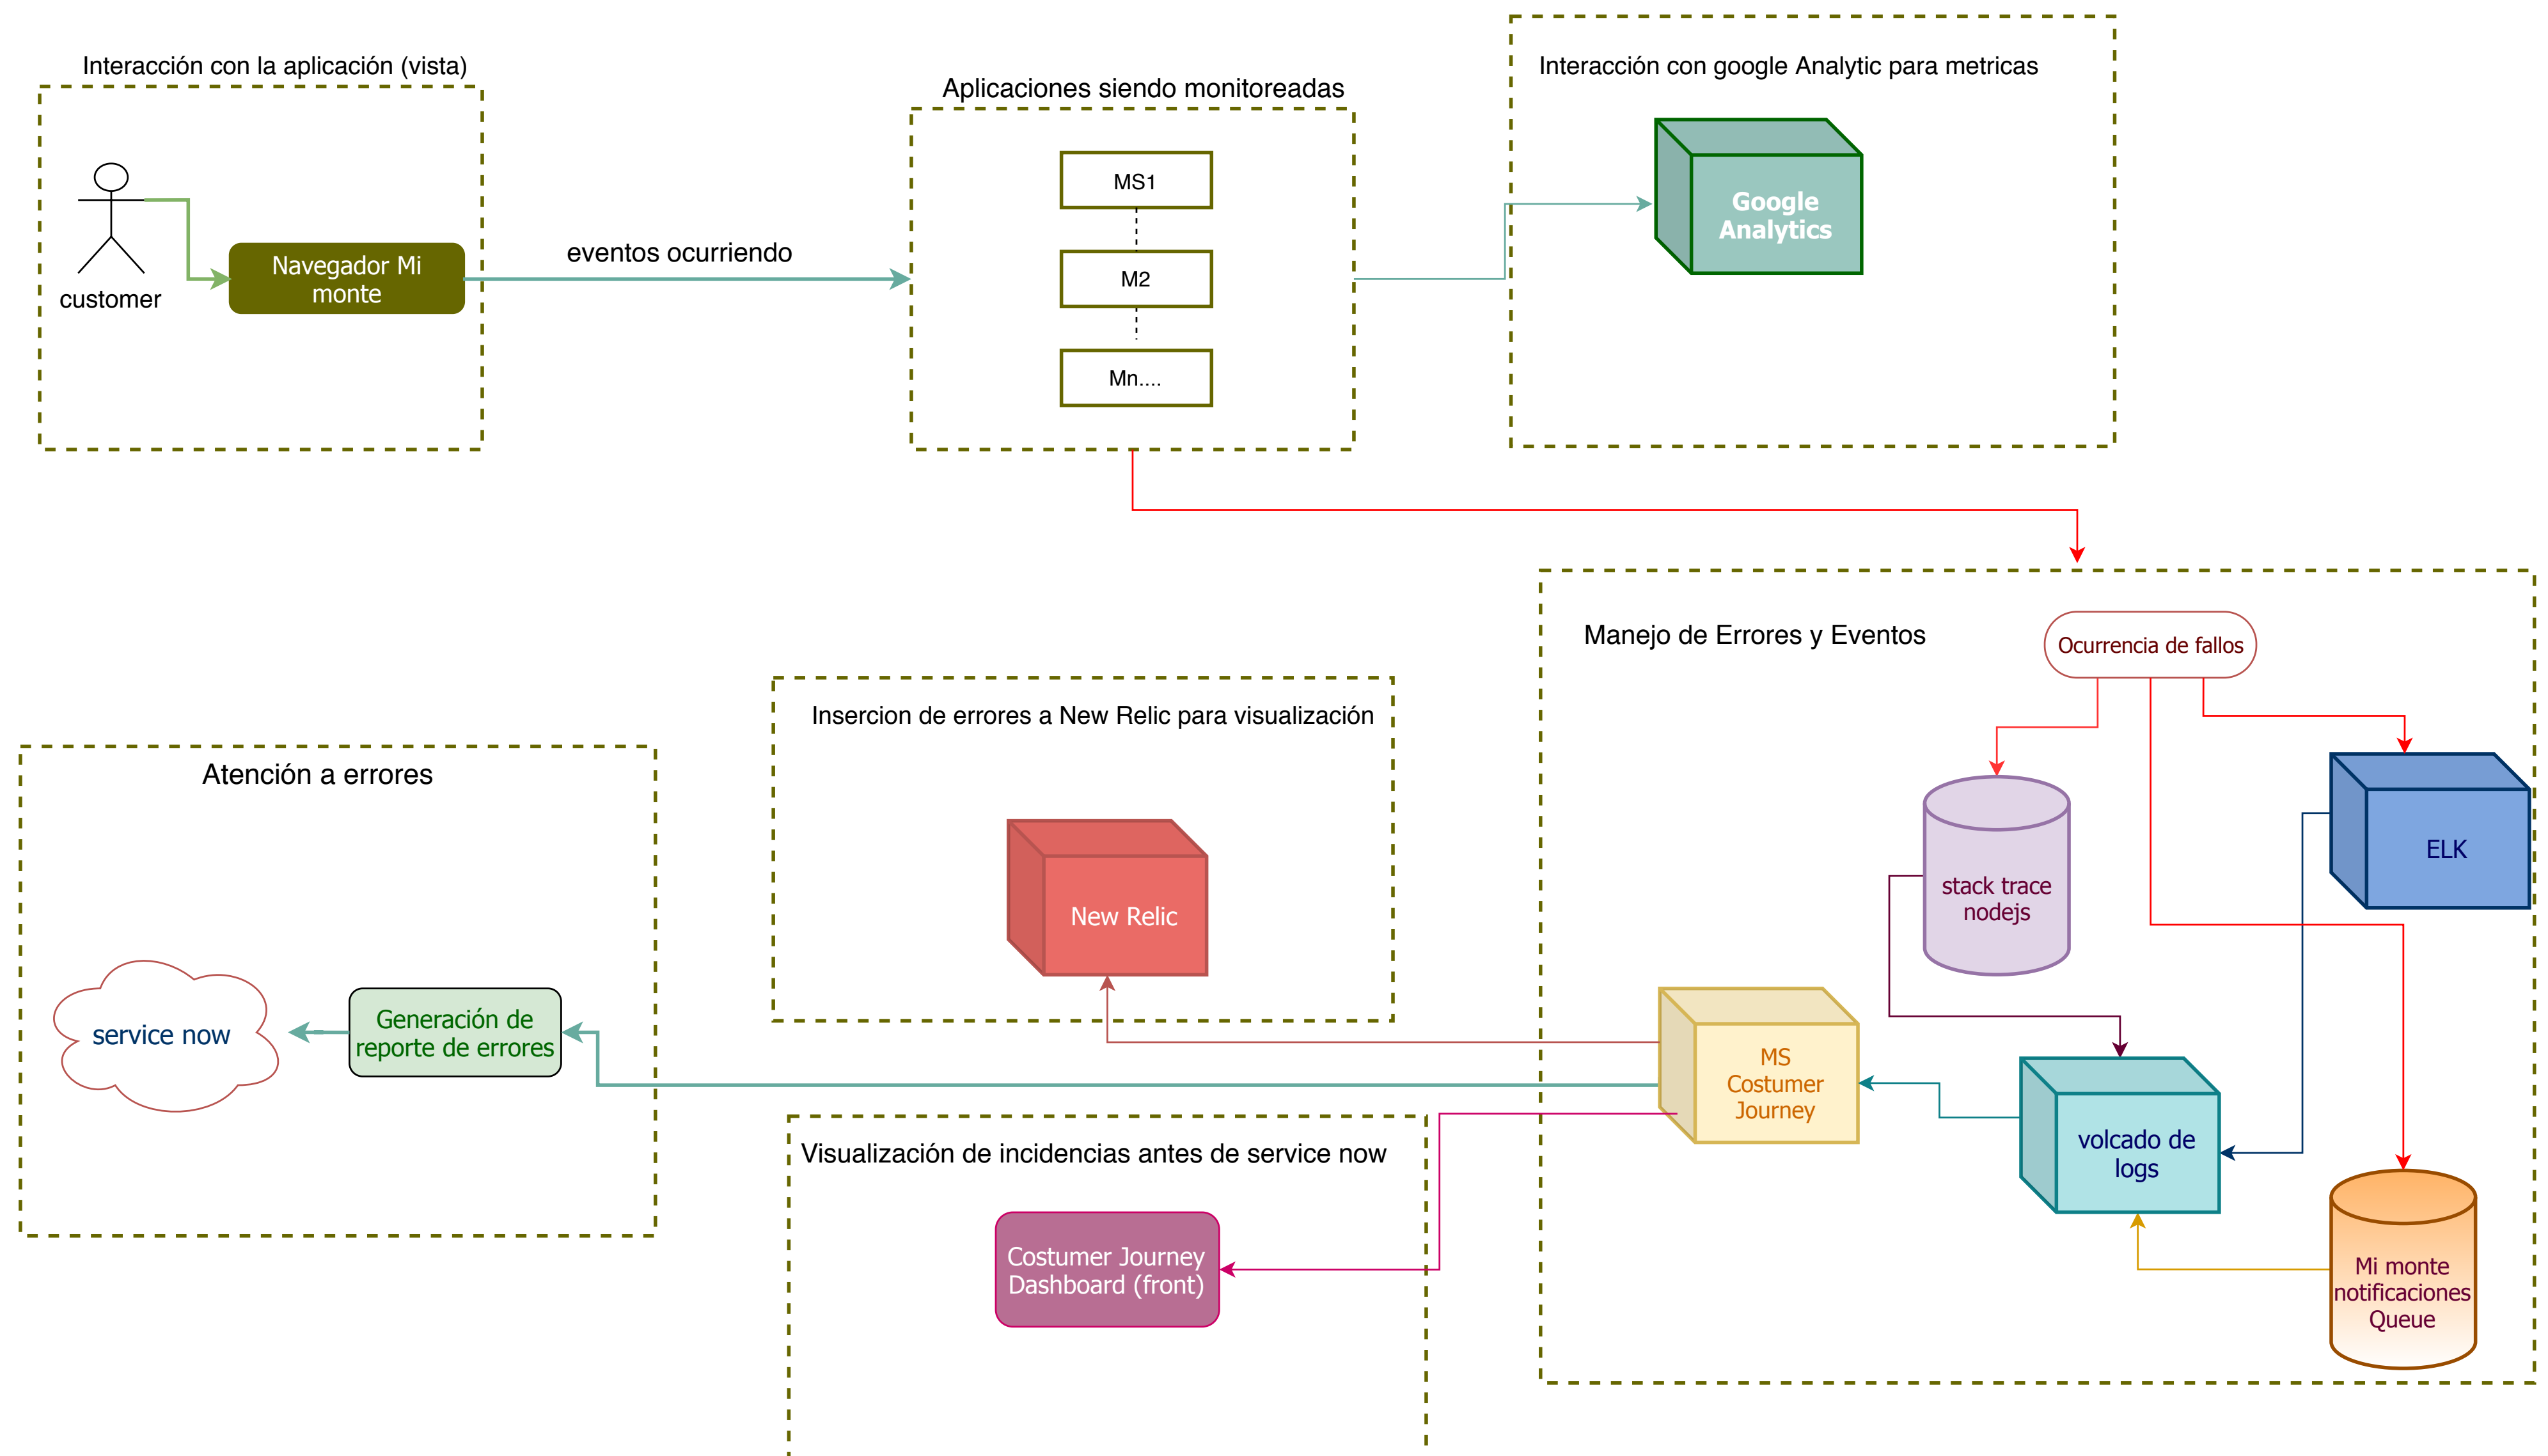 Interacción con la aplicación (vista)
customer
Navegador Mi
monte
eventos ocurriendo
Aplicaciones siendo monitoreadas
MS1
M2
Mn....
Interacción con google Analytic para metricas
Google
Analytics
Manejo de Errores y Eventos
Ocurrencia de fallos
stack trace
nodejs
ELK
MS
Costumer
Journey
volcado de
logs
Mi monte
notificaciones
Queue
Insercion de errores a New Relic para visualización
New Relic
Atención a errores
service now
Generación de
reporte de errores
Visualización de incidencias antes de service now
Costumer Journey
Dashboard (front)